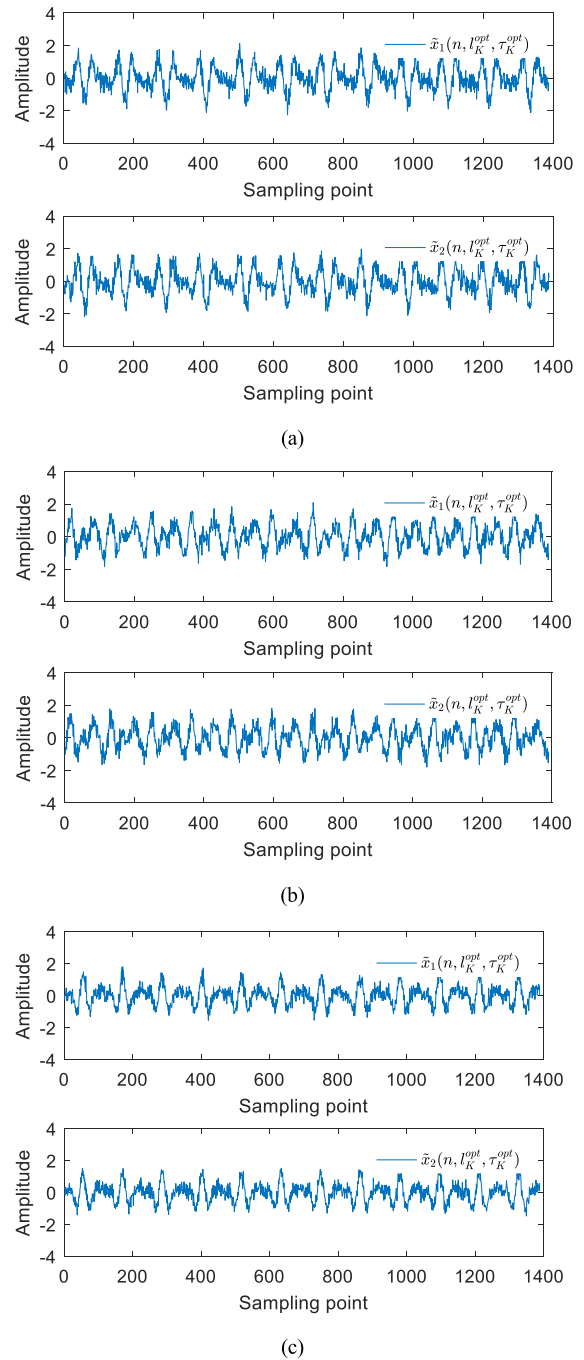 4
2
0
-2
-4
Amplitude
x̃₁(n, l_K^{opt}, τ_K^{opt})
0 200 400 600 800 1000 1200 1400
Sampling point
4
2
0
-2
-4
Amplitude
x̃₂(n, l_K^{opt}, τ_K^{opt})
0 200 400 600 800 1000 1200 1400
Sampling point
(a)
4
2
0
-2
-4
Amplitude
x̃₁(n, l_K^{opt}, τ_K^{opt})
0 200 400 600 800 1000 1200 1400
Sampling point
4
2
0
-2
-4
Amplitude
x̃₂(n, l_K^{opt}, τ_K^{opt})
0 200 400 600 800 1000 1200 1400
Sampling point
(b)
4
2
0
-2
-4
Amplitude
x̃₁(n, l_K^{opt}, τ_K^{opt})
0 200 400 600 800 1000 1200 1400
Sampling point
4
2
0
-2
-4
Amplitude
x̃₂(n, l_K^{opt}, τ_K^{opt})
0 200 400 600 800 1000 1200 1400
Sampling point
(c)